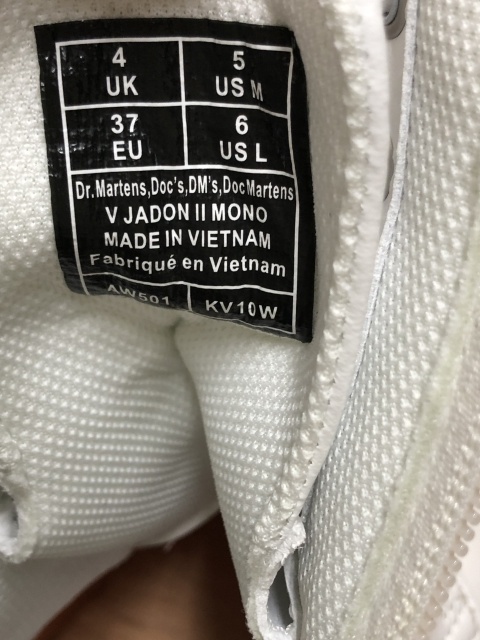 4 UK
5 US M
37 EU
6 US L
Dr.Martens,Doc's,DM's,DocMartens
V JADON II MONO
MADE IN VIETNAM
Fabriqué en Vietnam
AW501 KV10W